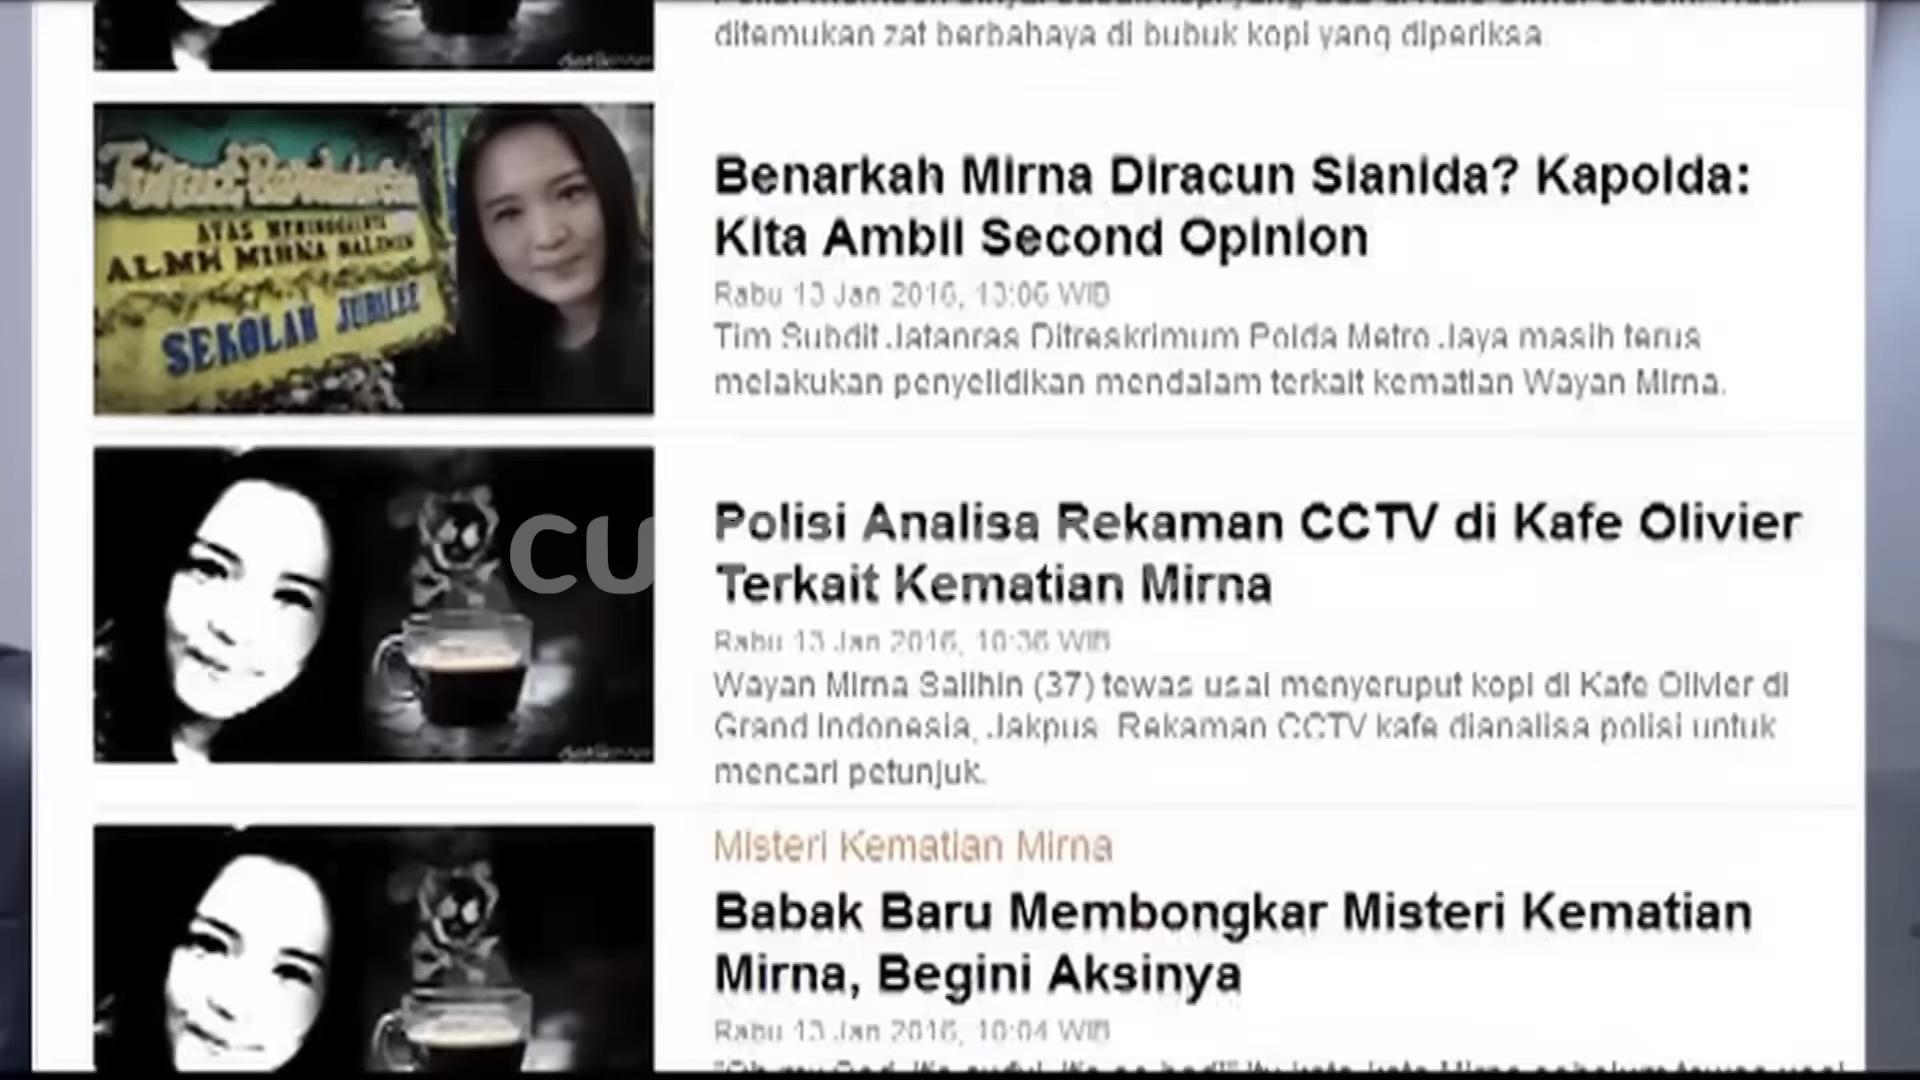 ditemukan zat berbahaya di bubuk kopi yang diperiksa.
ATAS MENINGGALNYA
ALMH MIRNA SALIHIN
SEKOLAH JUBILEE
Benarkah Mirna Diracun Sianida? Kapolda:
Kita Ambil Second Opinion
Rabu 13 Jan 2016, 13:06 WIB
Tim Subdit Jatanras Ditreskrimum Polda Metro Jaya masih terus
melakukan penyelidikan mendalam terkait kematian Wayan Mirna.
CU
Polisi Analisa Rekaman CCTV di Kafe Olivier
Terkait Kematian Mirna
Rabu 13 Jan 2016, 10:36 WIB
Wayan Mirna Salihin (37) tewas usai menyeruput kopi di Kafe Olivier di
Grand Indonesia, Jakpus. Rekaman CCTV kafe dianalisa polisi untuk
mencari petunjuk.
detikcom
Misteri Kematian Mirna
Babak Baru Membongkar Misteri Kematian
Mirna, Begini Aksinya
Rabu 13 Jan 2016, 10:04 WIB